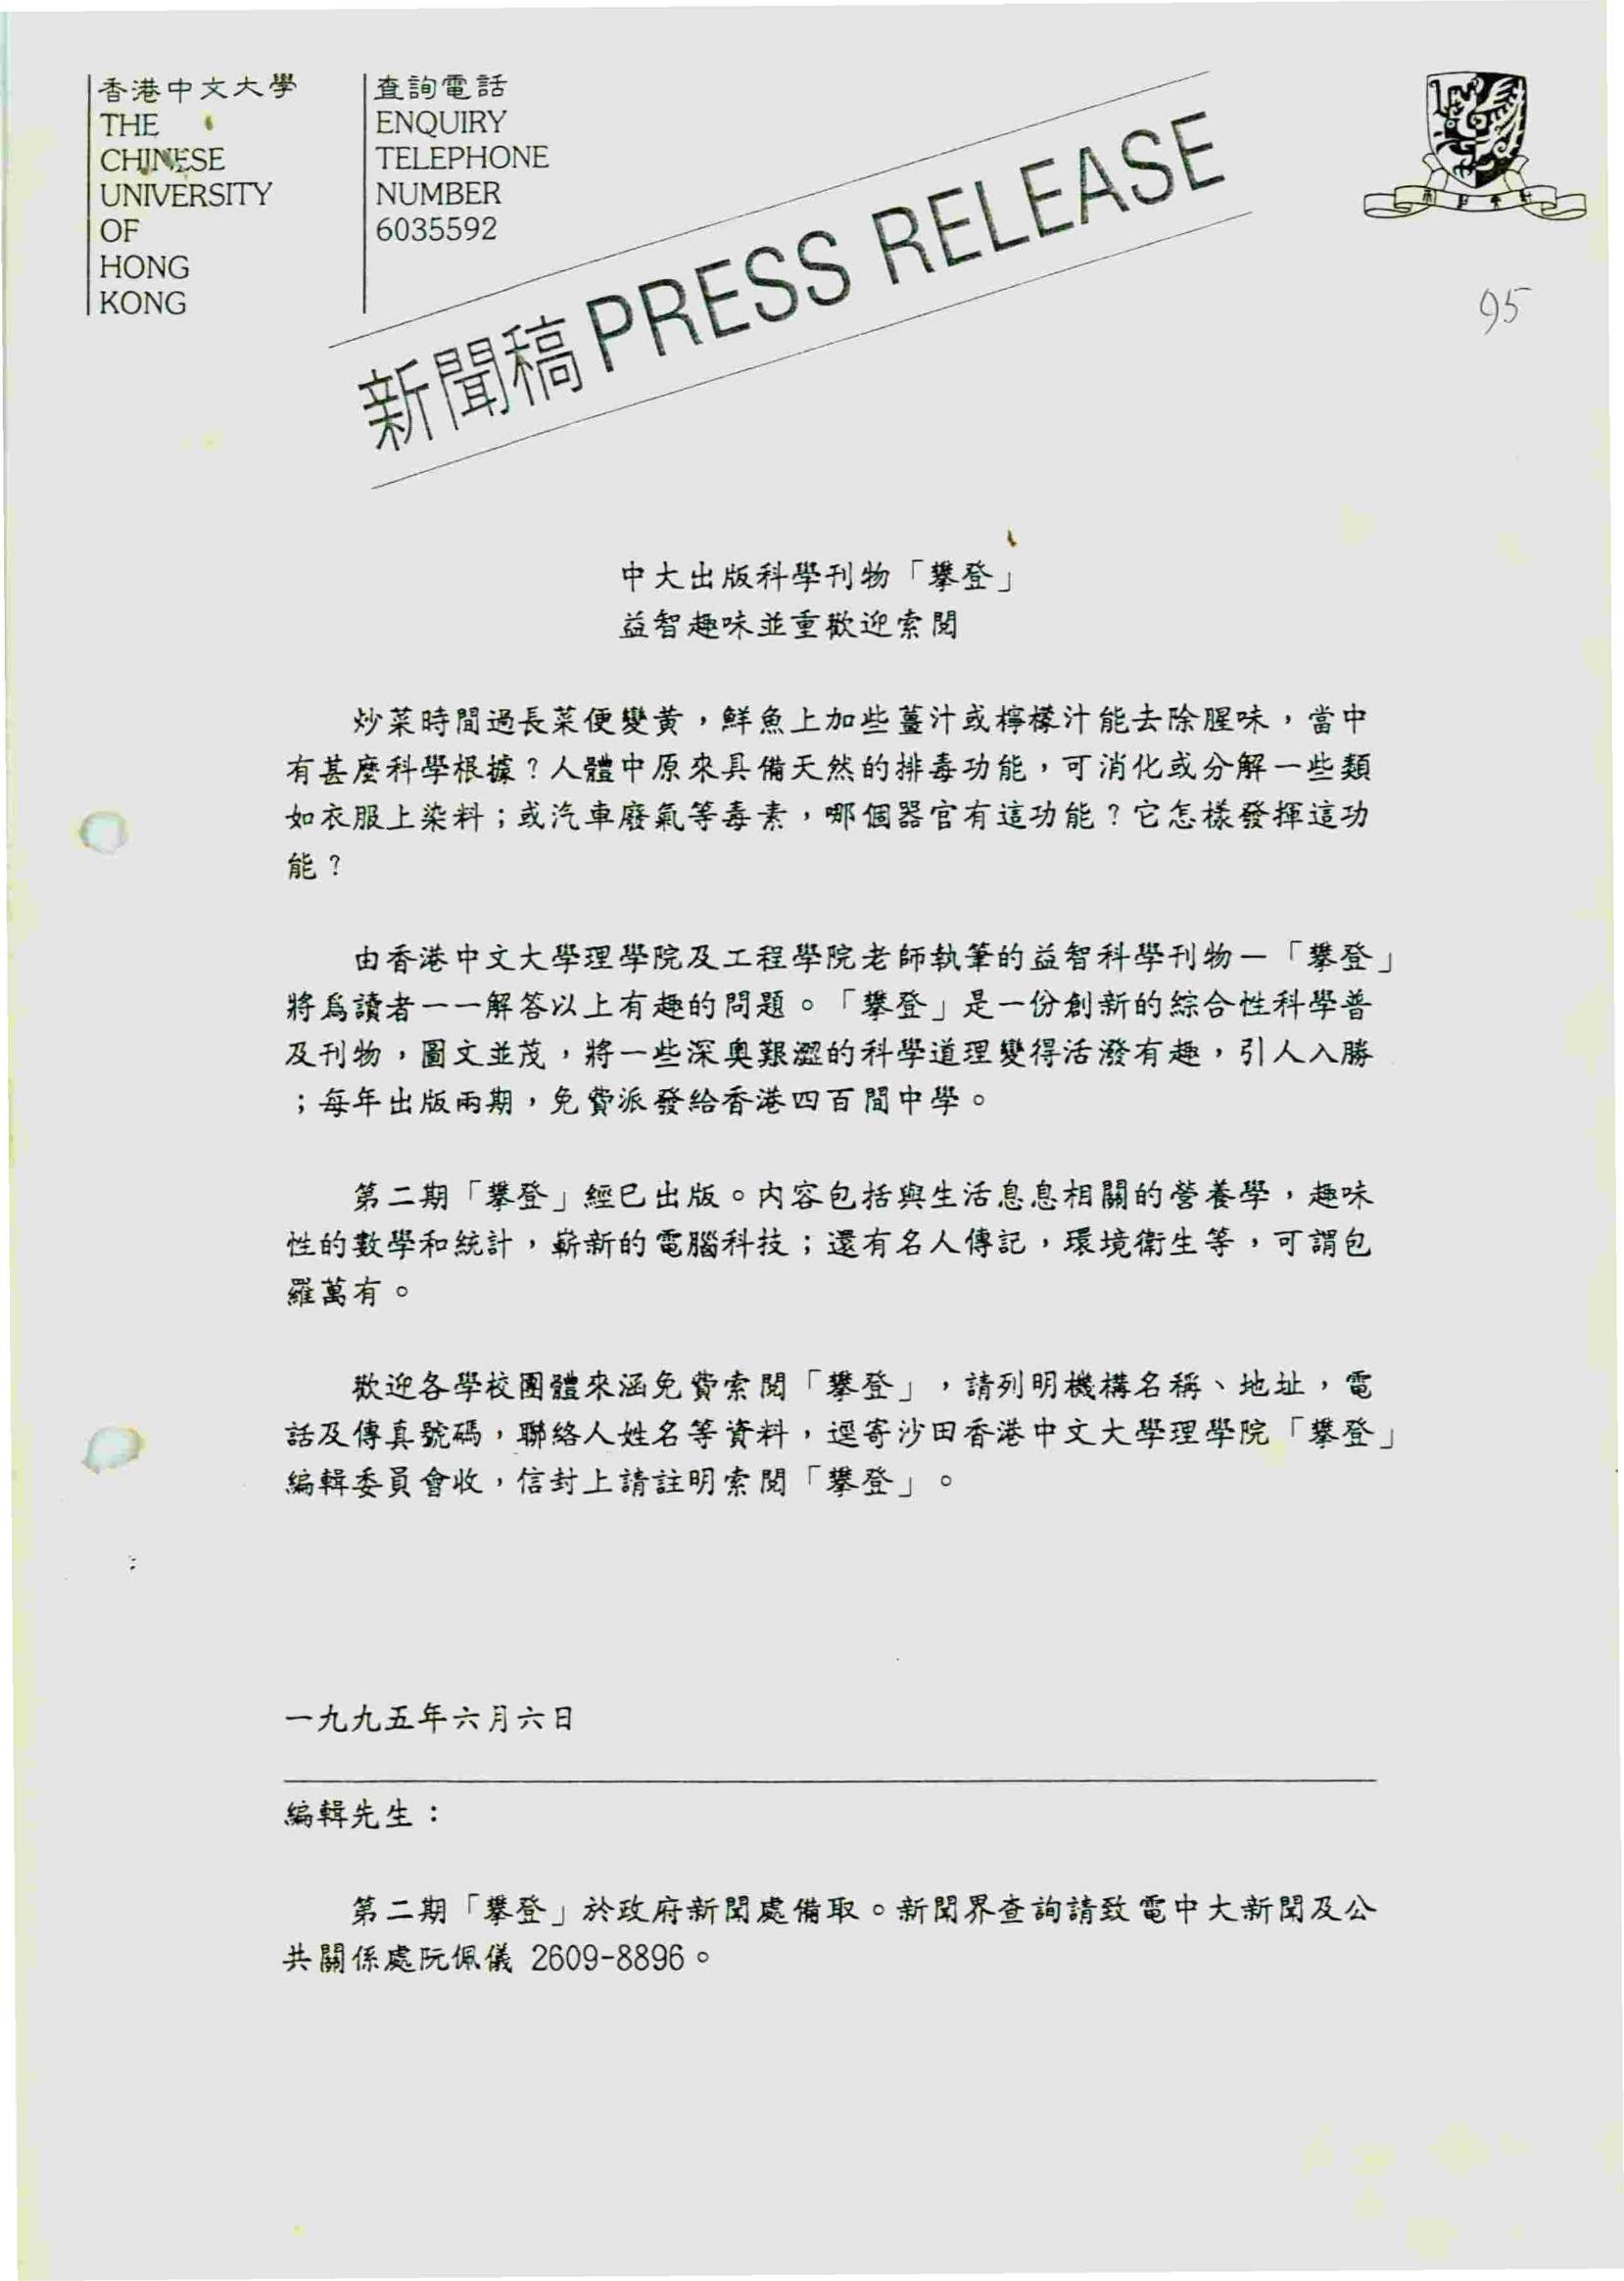 香港中文大學
THE
CHINESE
UNIVERSITY
OF
HONG
KONG
查詢電話
ENQUIRY
TELEPHONE
NUMBER
6035592
新聞稿 PRESS RELEASE
95
中大出版科學刊物「攀登」
益智趣味並重歡迎索閱
炒菜時間過長菜便變黄，鮮魚上加些薑汁或檸檬汁能去除腥味，當中
有甚麼科學根據？人體中原來具備天然的排毒功能，可消化或分解一些類
如衣服上染料；或汽車廢氣等毒素，哪個器官有這功能？它怎樣發揮這功
能？
由香港中文大學理學院及工程學院老師執筆的益智科學刊物—「攀登」
將爲讀者一一解答以上有趣的問題。「攀登」是一份創新的綜合性科學普
及刊物，圖文並茂，將一些深奧艱澀的科學道理變得活潑有趣，引人入勝
；每年出版兩期，免費派發給香港四百間中學。
第二期「攀登」經已出版。內容包括與生活息息相關的營養學，趣味
性的數學和統計，嶄新的電腦科技；還有名人傳記，環境衛生等，可謂包
羅萬有。
歡迎各學校團體來涵免費索閱「攀登」，請列明機構名稱、地址，電
話及傳真號碼，聯絡人姓名等資料，逕寄沙田香港中文大學理學院「攀登」
編輯委員會收，信封上請註明索閱「攀登」。
一九九五年六月六日
編輯先生：
第二期「攀登」於政府新聞處備取。新聞界查詢請致電中大新聞及公
共關係處阮佩儀 2609-8896。